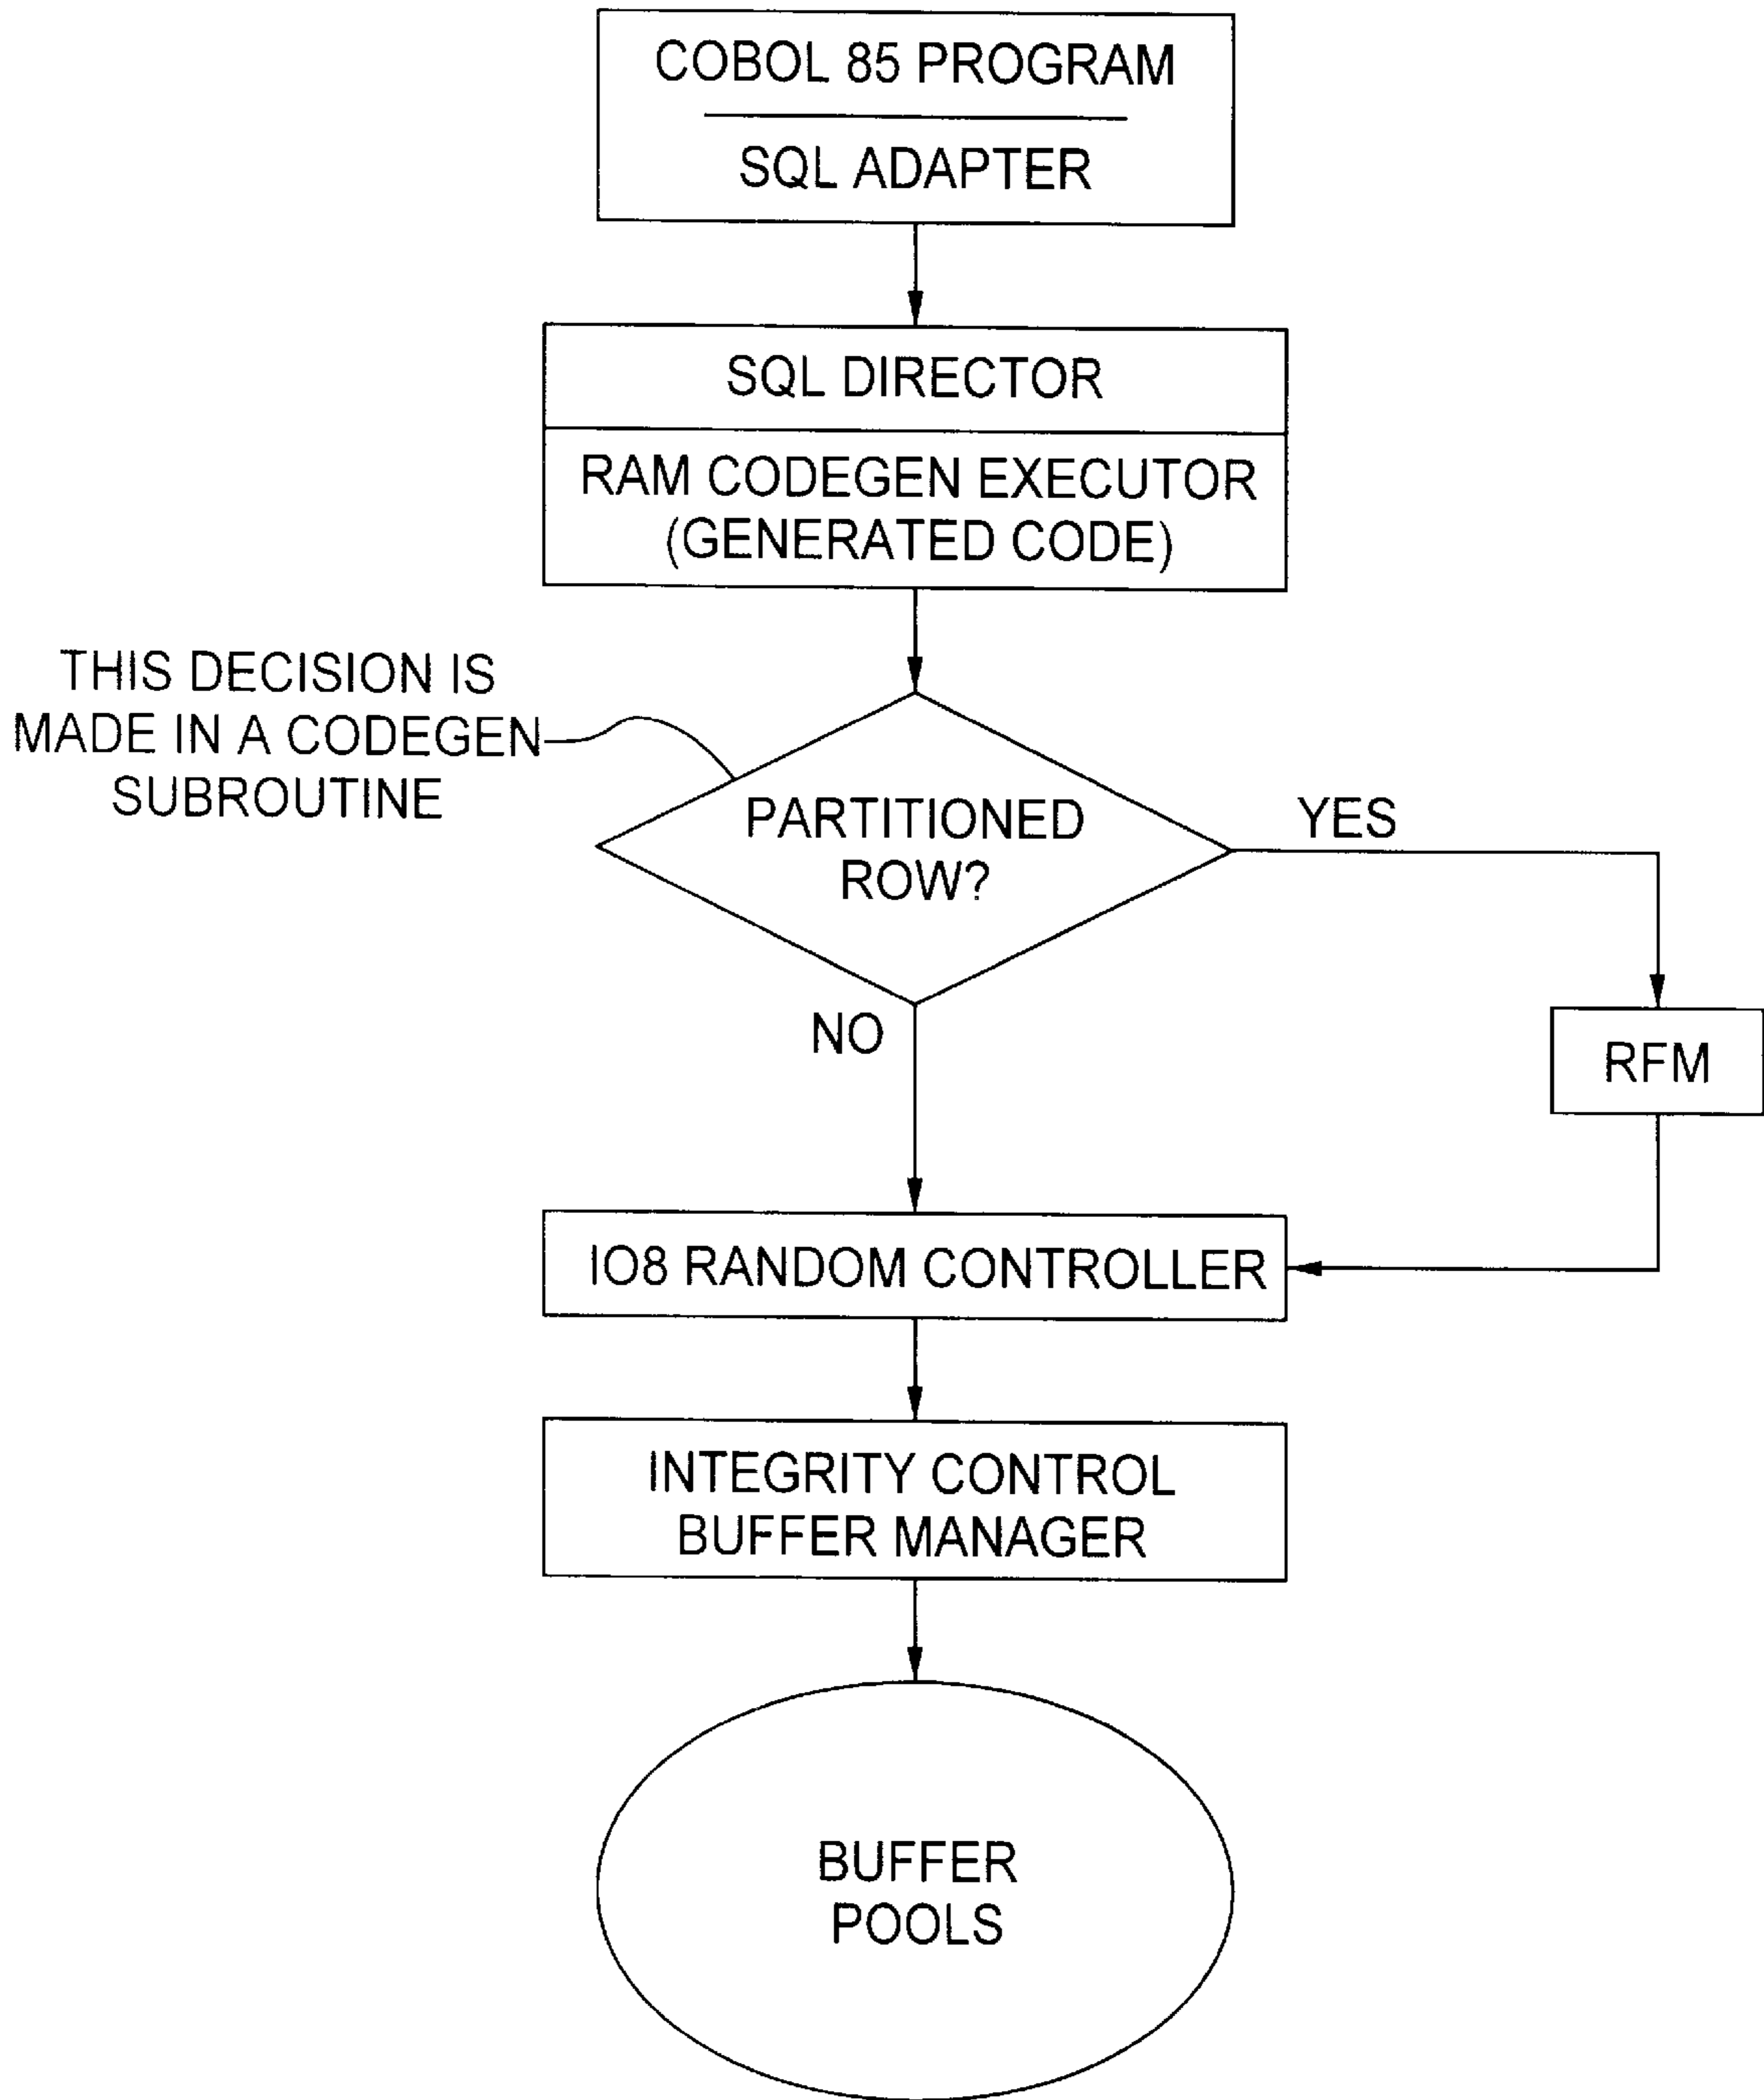 COBOL 85 PROGRAM
SQL ADAPTER
SQL DIRECTOR
RAM CODEGEN EXECUTOR
(GENERATED CODE)
THIS DECISION IS
MADE IN A CODEGEN
SUBROUTINE
PARTITIONED
ROW?
YES
NO
RFM
IO8 RANDOM CONTROLLER
INTEGRITY CONTROL
BUFFER MANAGER
BUFFER
POOLS